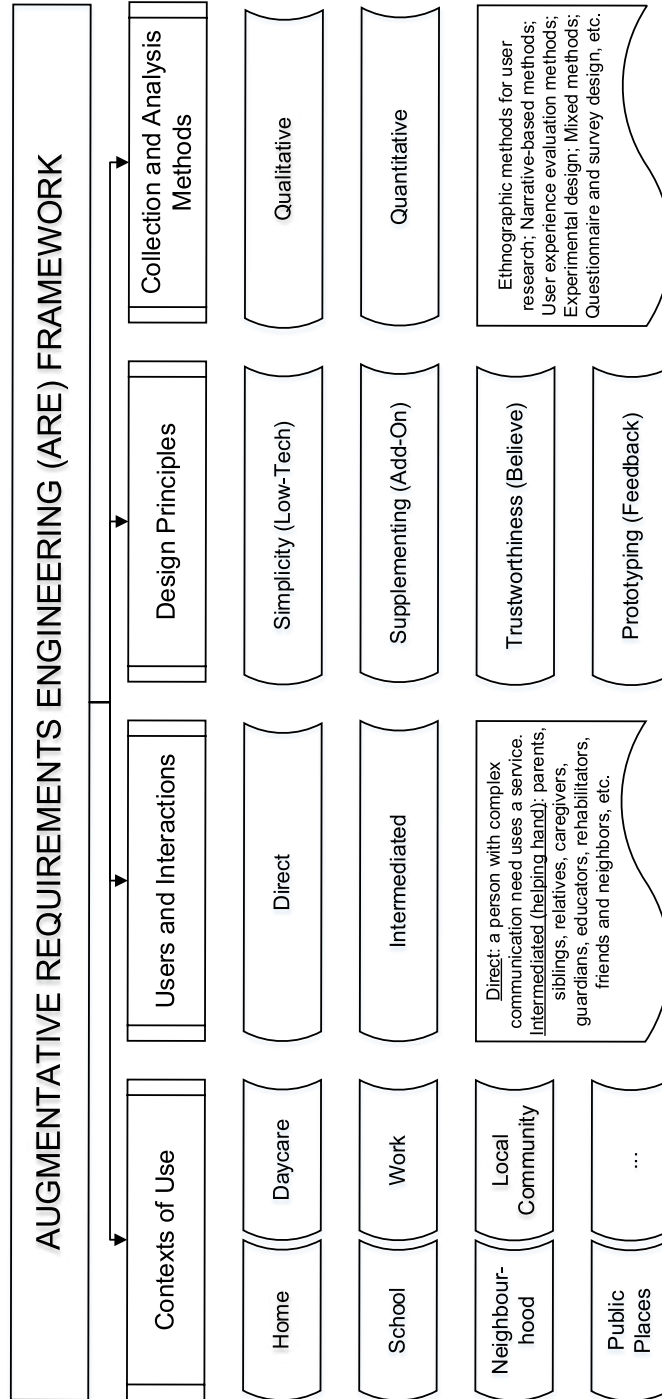 AUGMENTATIVE REQUIREMENTS ENGINEERING (ARE) FRAMEWORK
Contexts of Use
Home
Daycare
School
Work
Neighbour-
hood
Local
Community
Public
Places
...
Users and Interactions
Direct
Intermediated
Direct: a person with complex
communication need uses a service.
Intermediated (helping hand): parents,
siblings, relatives, caregivers,
guardians, educators, rehabilitators,
friends and neighbors, etc.
Design Principles
Simplicity (Low-Tech)
Supplementing (Add-On)
Trustworthiness (Believe)
Prototyping (Feedback)
Collection and Analysis
Methods
Qualitative
Quantitative
Ethnographic methods for user
research; Narrative-based methods;
User experience evaluation methods;
Experimental design; Mixed methods;
Questionnaire and survey design, etc.